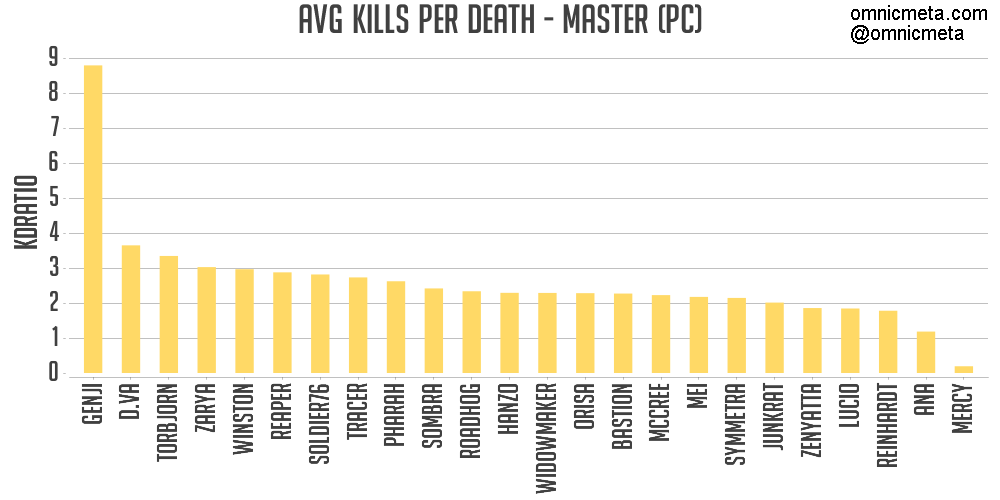 AVG KILLS PER DEATH - MASTER (PC)
omnicmeta.com
@omnicmeta
KDRATIO
9
8
7
6
5
4
3
2
1
0
GENJI
D.VA
TORBJORN
ZARYA
WINSTON
REAPER
SOLDIER76
TRACER
PHARAH
SOMBRA
ROADHOG
HANZO
WIDOWMAKER
ORISA
BASTION
MCCREE
MEI
SYMMETRA
JUNKRAT
ZENYATTA
LUCIO
REINHARDT
ANA
MERCY